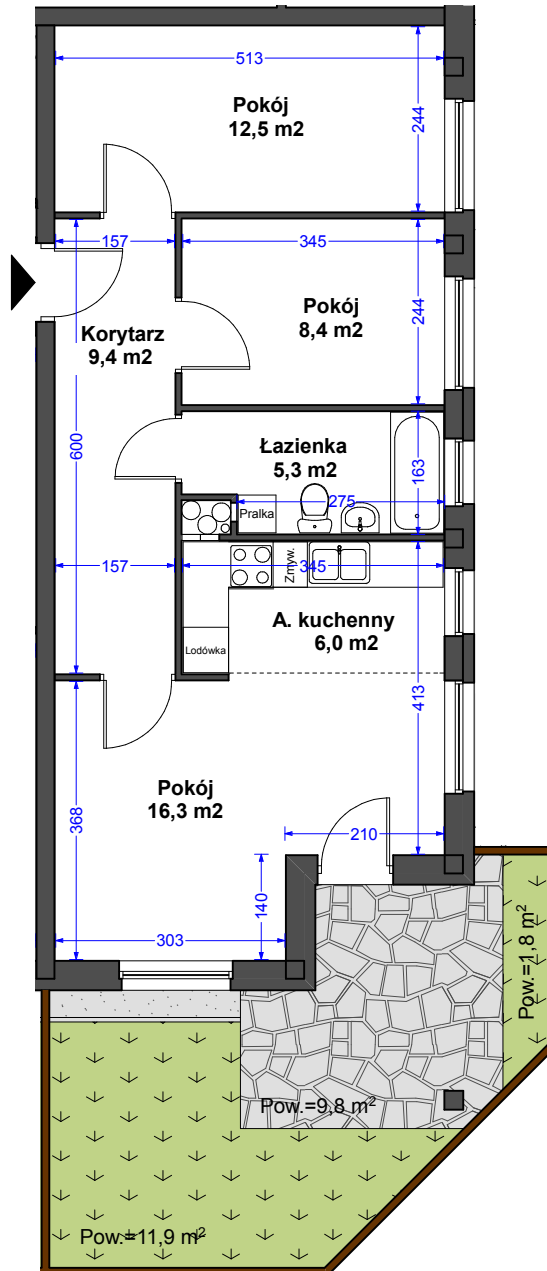 513
Pokój
12,5 m2
244
157
345
Pokój
8,4 m2
244
Korytarz
9,4 m2
600
Łazienka
5,3 m2
163
275
Pralka
157
Zmyw.
345
A. kuchenny
6,0 m2
Lodówka
413
Pokój
16,3 m2
368
210
140
303
Pow.=1,8 m²
Pow.=9,8 m²
Pow.=11,9 m²